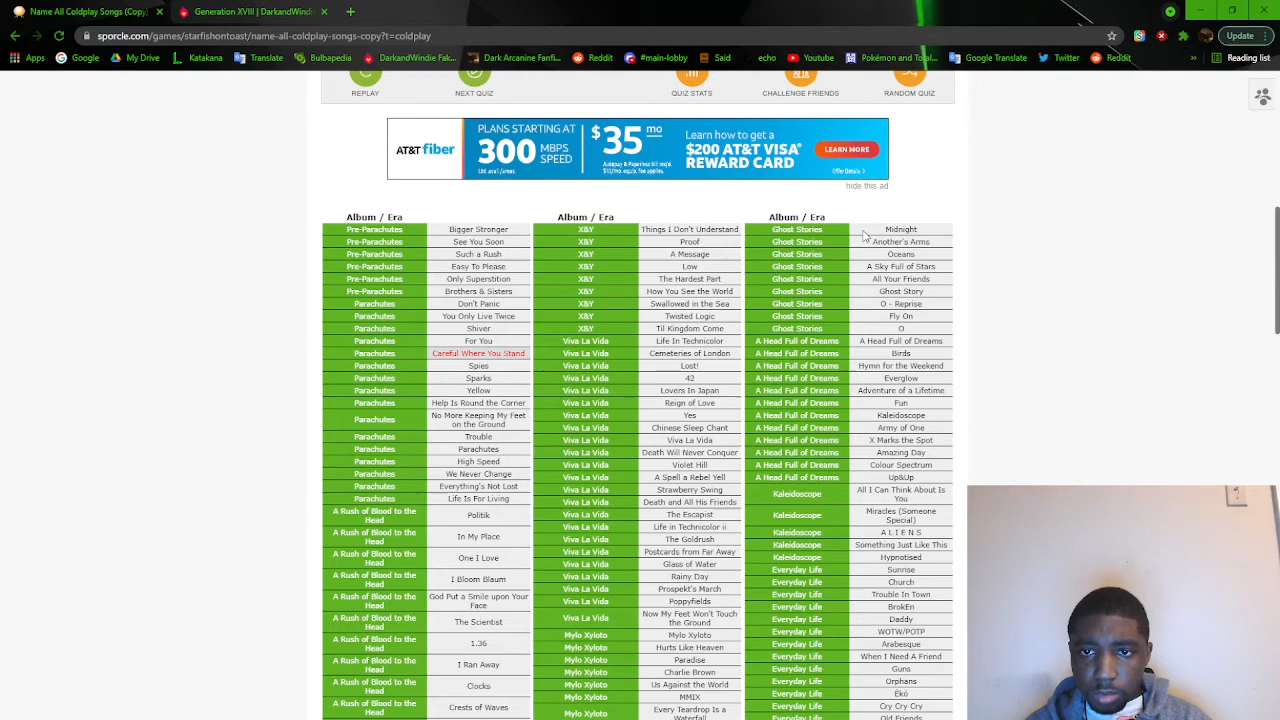 Name All Coldplay Songs (Copy)
Generation XVIII | DarkandWindie
sporcle.com/games/starfishontoast/name-all-coldplay-songs-copy?t=coldplay
Update
Apps
Google
My Drive
Katakana
Translate
Bulbapedia
DarkandWindie Fak...
Dark Arcanine Fanfi...
Reddit
#main-lobby
Said
echo
Youtube
Pokémon and Total...
Google Translate
Twitter
Reddit
»
Reading list
REPLAY
NEXT QUIZ
QUIZ STATS
CHALLENGE FRIENDS
RANDOM QUIZ
AT&T fiber
PLANS STARTING AT
300 MBPS SPEED
Ltd. avail./areas.
$35 mo
Autopay & Paperless bill req'd.
$10/mo. equip. fee applies.
Learn how to get a
$200 AT&T VISA®
REWARD CARD
LEARN MORE
Offer Details >
hide this ad
Album / Era
Pre-Parachutes Bigger Stronger
Pre-Parachutes See You Soon
Pre-Parachutes Such a Rush
Pre-Parachutes Easy To Please
Pre-Parachutes Only Superstition
Pre-Parachutes Brothers & Sisters
Parachutes Don't Panic
Parachutes You Only Live Twice
Parachutes Shiver
Parachutes For You
Parachutes Careful Where You Stand
Parachutes Spies
Parachutes Sparks
Parachutes Yellow
Parachutes Help Is Round the Corner
Parachutes No More Keeping My Feet
on the Ground
Parachutes Trouble
Parachutes Parachutes
Parachutes High Speed
Parachutes We Never Change
Parachutes Everything's Not Lost
Parachutes Life Is For Living
A Rush of Blood to the
Head
Politik
A Rush of Blood to the
Head
In My Place
A Rush of Blood to the
Head
One I Love
A Rush of Blood to the
Head
I Bloom Blaum
A Rush of Blood to the
Head
God Put a Smile upon Your
Face
A Rush of Blood to the
Head
The Scientist
A Rush of Blood to the
Head
1.36
A Rush of Blood to the
Head
I Ran Away
A Rush of Blood to the
Head
Clocks
A Rush of Blood to the
Head
Crests of Waves
Album / Era
X&Y Things I Don't Understand
X&Y Proof
X&Y A Message
X&Y Low
X&Y The Hardest Part
X&Y How You See the World
X&Y Swallowed in the Sea
X&Y Twisted Logic
X&Y Til Kingdom Come
Viva La Vida Life In Technicolor
Viva La Vida Cemeteries of London
Viva La Vida Lost!
Viva La Vida 42
Viva La Vida Lovers In Japan
Viva La Vida Reign of Love
Viva La Vida Yes
Viva La Vida Chinese Sleep Chant
Viva La Vida Viva La Vida
Viva La Vida Death Will Never Conquer
Viva La Vida Violet Hill
Viva La Vida A Spell a Rebel Yell
Viva La Vida Strawberry Swing
Viva La Vida Death and All His Friends
Viva La Vida The Escapist
Viva La Vida Life in Technicolor ii
Viva La Vida The Goldrush
Viva La Vida Postcards from Far Away
Viva La Vida Glass of Water
Viva La Vida Rainy Day
Viva La Vida Prospekt's March
Viva La Vida Poppyfields
Viva La Vida Now My Feet Won't Touch
the Ground
Mylo Xyloto Mylo Xyloto
Mylo Xyloto Hurts Like Heaven
Mylo Xyloto Paradise
Mylo Xyloto Charlie Brown
Mylo Xyloto Us Against the World
Mylo Xyloto MMIX
Mylo Xyloto Every Teardrop Is a
Waterfall
Album / Era
Ghost Stories Midnight
Ghost Stories Another's Arms
Ghost Stories Oceans
Ghost Stories A Sky Full of Stars
Ghost Stories All Your Friends
Ghost Stories Ghost Story
Ghost Stories O - Reprise
Ghost Stories Fly On
Ghost Stories O
A Head Full of Dreams A Head Full of Dreams
A Head Full of Dreams Birds
A Head Full of Dreams Hymn for the Weekend
A Head Full of Dreams Everglow
A Head Full of Dreams Adventure of a Lifetime
A Head Full of Dreams Fun
A Head Full of Dreams Kaleidoscope
A Head Full of Dreams Army of One
A Head Full of Dreams X Marks the Spot
A Head Full of Dreams Amazing Day
A Head Full of Dreams Colour Spectrum
A Head Full of Dreams Up&Up
Kaleidoscope All I Can Think About Is
You
Kaleidoscope Miracles (Someone
Special)
Kaleidoscope A L I E N S
Kaleidoscope Something Just Like This
Kaleidoscope Hypnotised
Everyday Life Sunrise
Everyday Life Church
Everyday Life Trouble In Town
Everyday Life BrokEn
Everyday Life Daddy
Everyday Life WOTW/POTP
Everyday Life Arabesque
Everyday Life When I Need A Friend
Everyday Life Guns
Everyday Life Orphans
Everyday Life Èkó
Everyday Life Cry Cry Cry
Everyday Life Old Friends